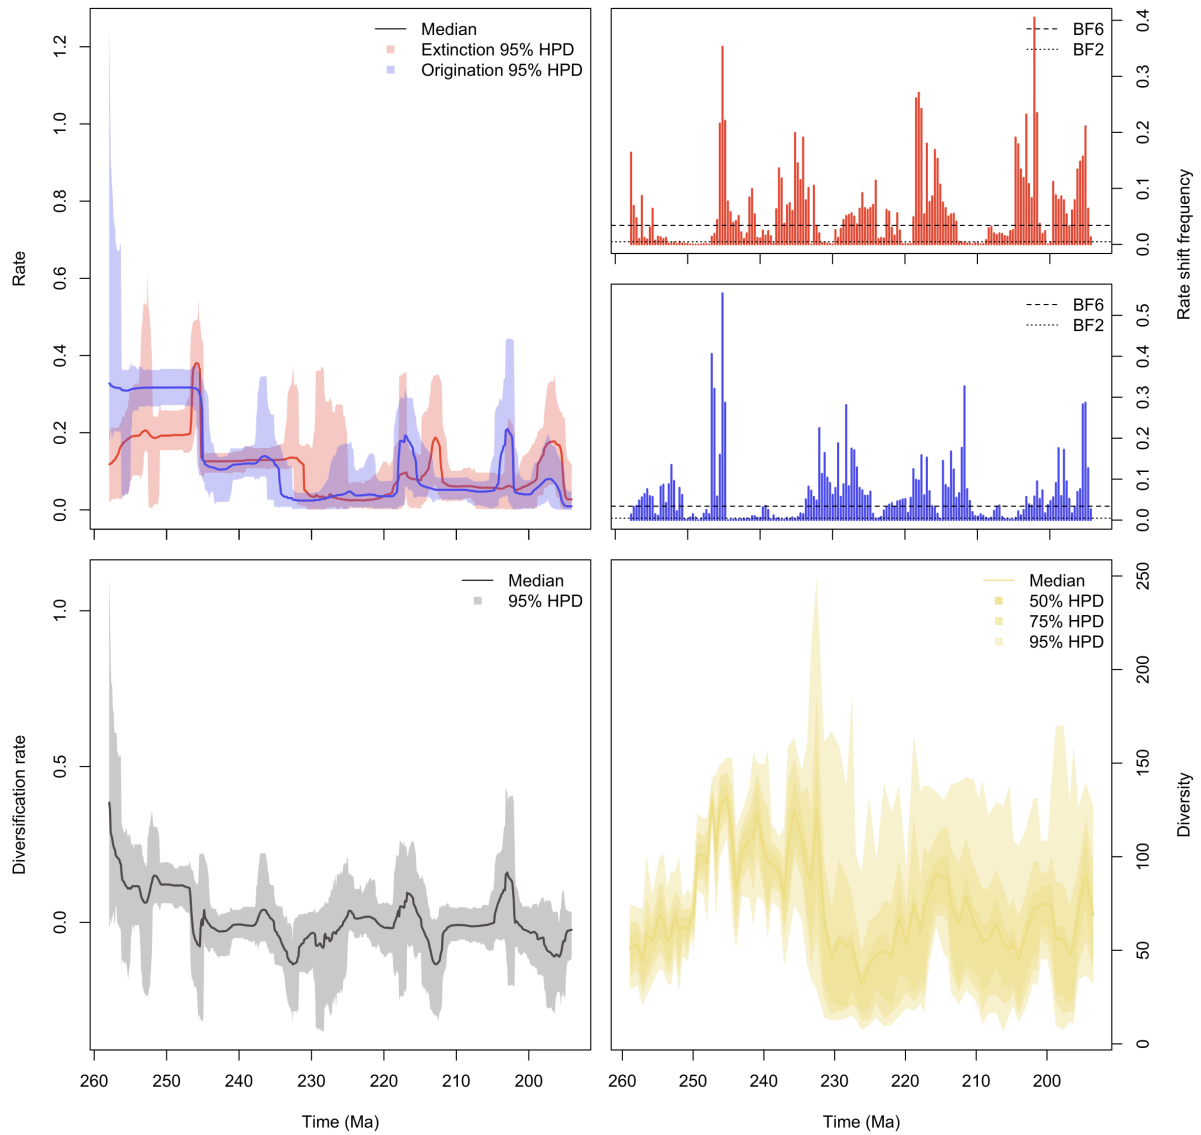 Rate
0.0
0.2
0.4
0.6
0.8
1.0
1.2
Median
Extinction 95% HPD
Origination 95% HPD
BF6
BF2
0.0
0.1
0.2
0.3
0.4
BF6
BF2
0.0
0.1
0.2
0.3
0.4
0.5
Rate shift frequency
Diversification rate
0.0
0.5
1.0
Median
95% HPD
260
250
240
230
220
210
200
Time (Ma)
Median
50% HPD
75% HPD
95% HPD
0
50
100
150
200
250
Diversity
260
250
240
230
220
210
200
Time (Ma)